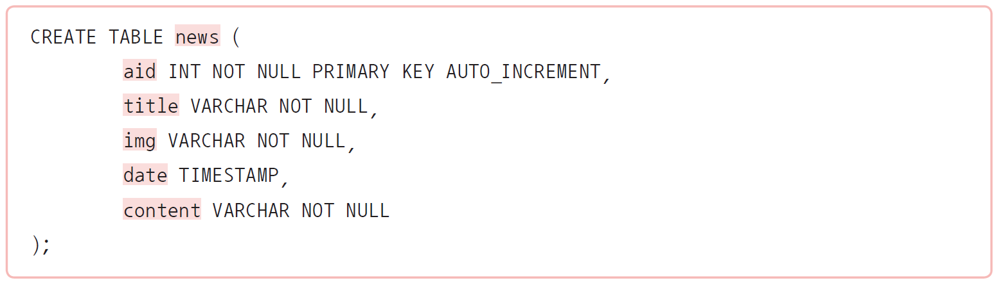 CREATE TABLE news (
aid INT NOT NULL PRIMARY KEY AUTO_INCREMENT,
title VARCHAR NOT NULL,
img VARCHAR NOT NULL,
date TIMESTAMP,
content VARCHAR NOT NULL
);